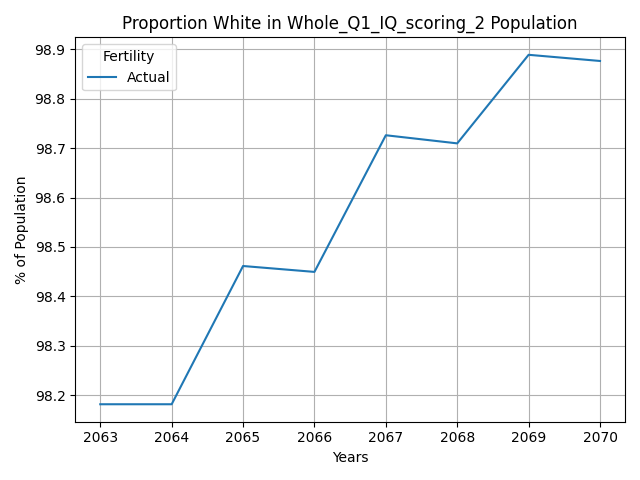 Proportion White in Whole_Q1_IQ_scoring_2 Population
Fertility
Actual
98.9
98.8
98.7
98.6
98.5
98.4
98.3
98.2
% of Population
2063 2064 2065 2066 2067 2068 2069 2070
Years